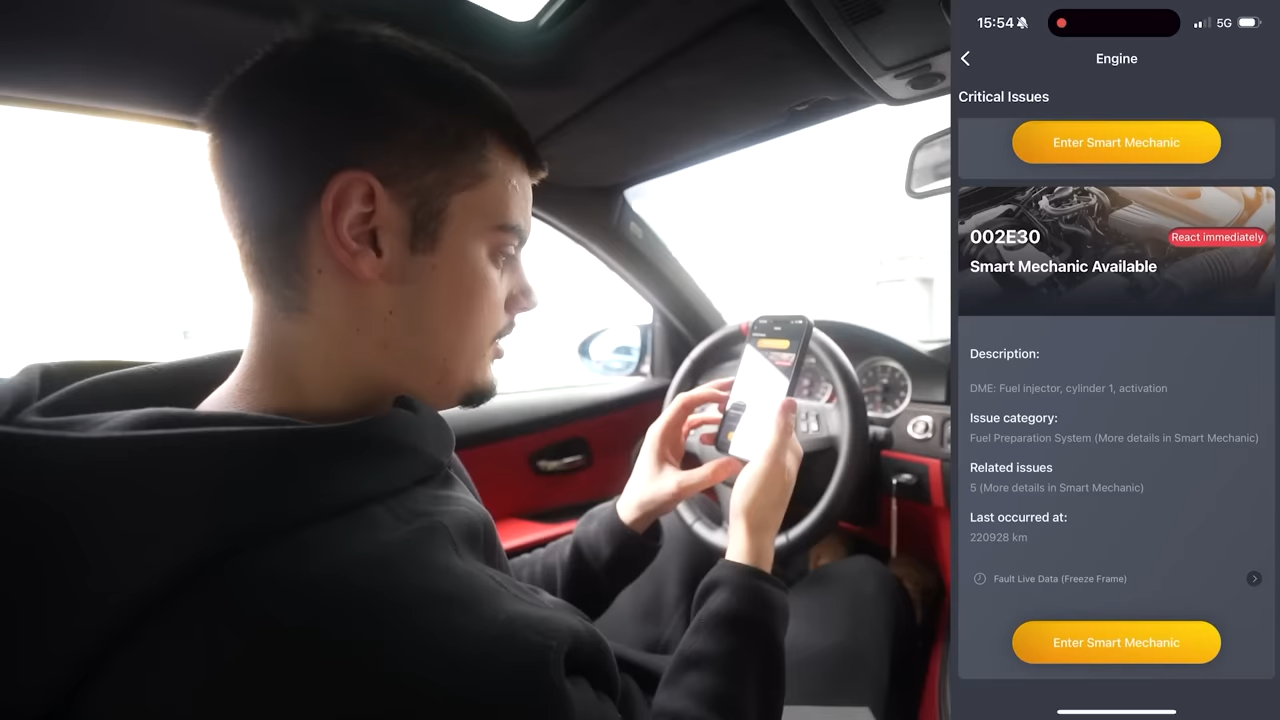 15:54
5G
Engine
Critical Issues
Enter Smart Mechanic
002E30
React immediately
Smart Mechanic Available
Description:
DME: Fuel injector, cylinder 1, activation
Issue category:
Fuel Preparation System (More details in Smart Mechanic)
Related issues
5 (More details in Smart Mechanic)
Last occurred at:
220928 km
Fault Live Data (Freeze Frame)
Enter Smart Mechanic